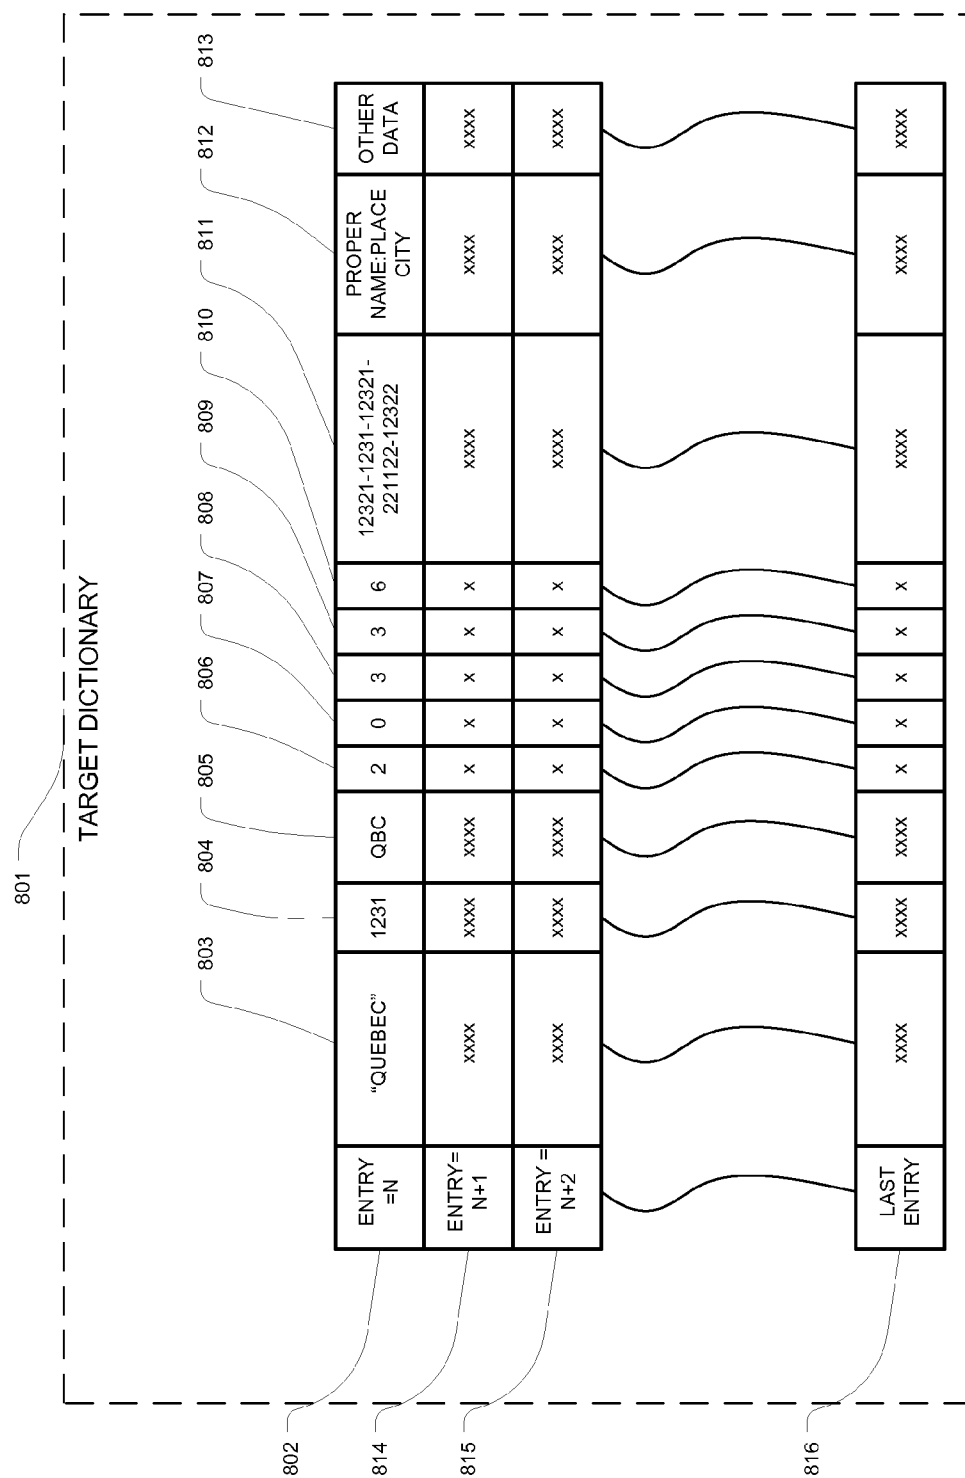 801
TARGET DICTIONARY
803
804
805
806
807
808
809
810
811
812
813
802
ENTRY
=N
“QUEBEC”
1231
QBC
2
0
3
3
6
12321-1231-12321-
221122-12322
PROPER
NAME:PLACE
CITY
OTHER
DATA
814
ENTRY=
N+1
xxxx
xxxx
xxxx
x
x
x
x
x
xxxx
xxxx
xxxx
815
ENTRY =
N+2
xxxx
xxxx
xxxx
x
x
x
x
x
xxxx
xxxx
xxxx
816
LAST
ENTRY
xxxx
xxxx
xxxx
x
x
x
x
x
xxxx
xxxx
xxxx